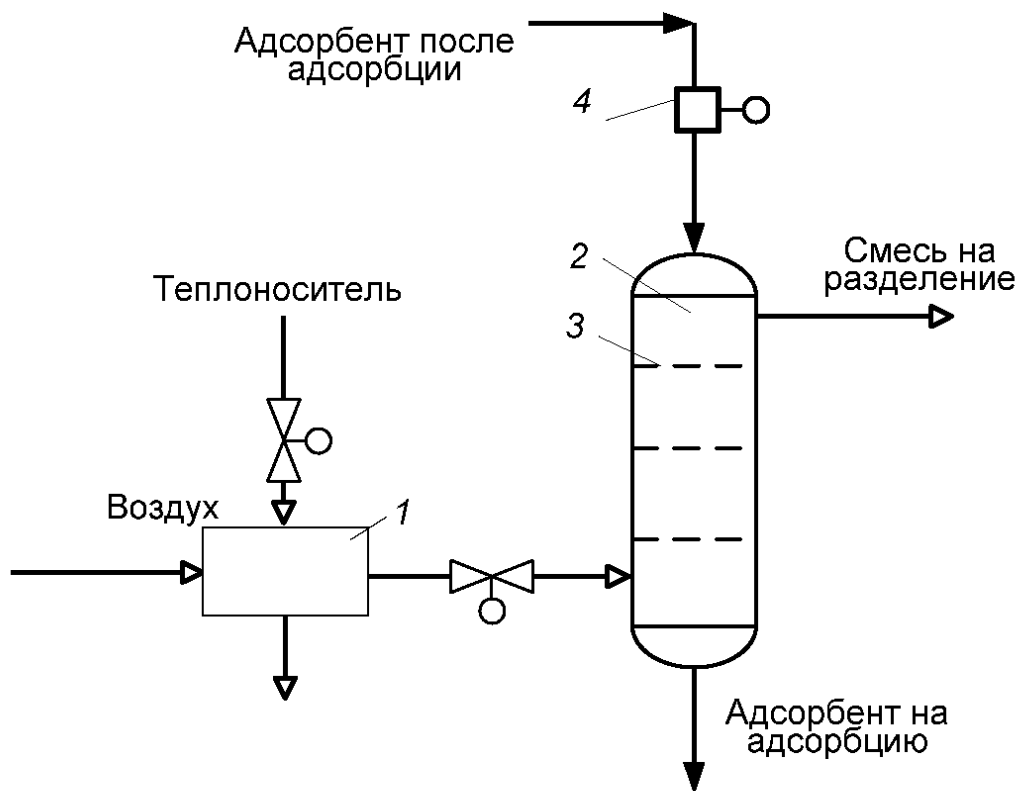 Адсорбент после
адсорбции
4
2
Смесь на
разделение
Теплоноситель
3
Воздух
1
Адсорбент на
адсорбцию